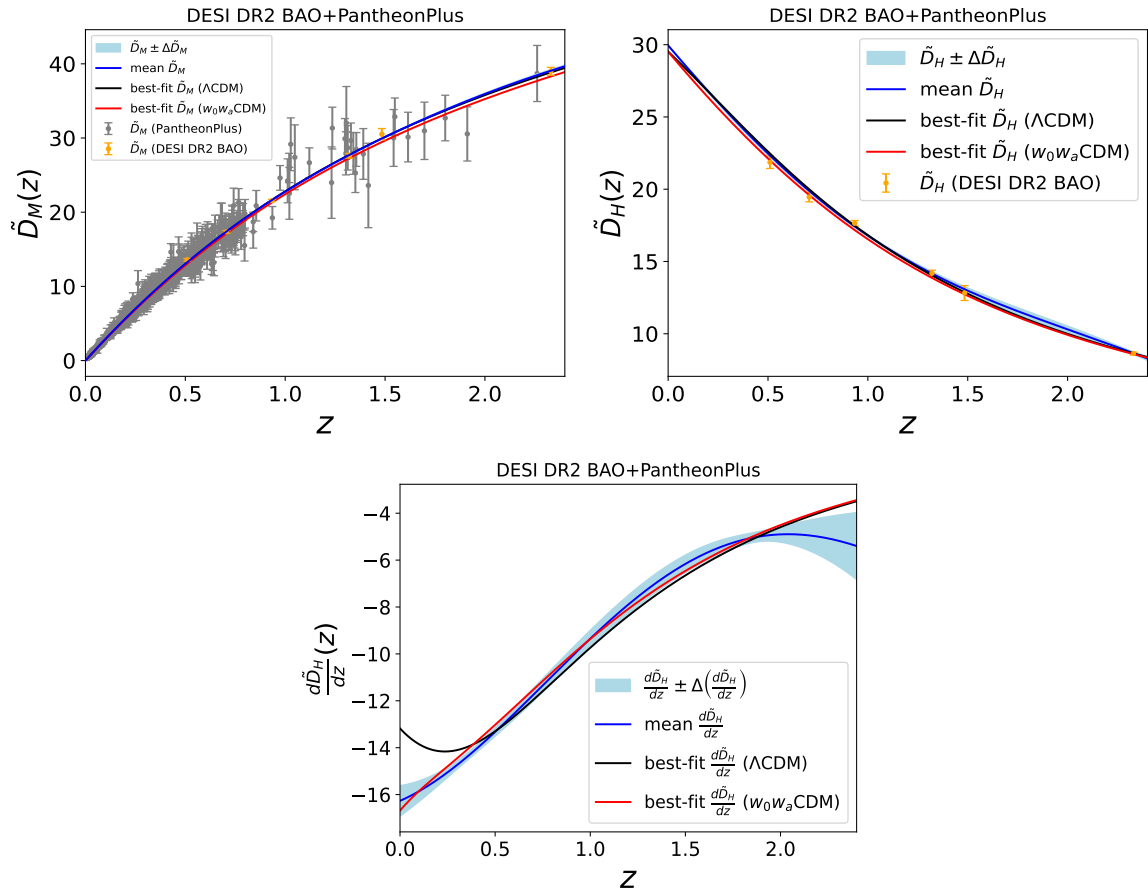 DESI DR2 BAO+PantheonPlus
D̃_M ± ΔD̃_M
mean D̃_M
best-fit D̃_M (ΛCDM)
best-fit D̃_M (w₀wₐCDM)
D̃_M (PantheonPlus)
D̃_M (DESI DR2 BAO)
D̃_M(z)
40
30
20
10
0
0.0 0.5 1.0 1.5 2.0
z
DESI DR2 BAO+PantheonPlus
D̃_H ± ΔD̃_H
mean D̃_H
best-fit D̃_H (ΛCDM)
best-fit D̃_H (w₀wₐCDM)
D̃_H (DESI DR2 BAO)
D̃_H(z)
30
25
20
15
10
0.0 0.5 1.0 1.5 2.0
z
DESI DR2 BAO+PantheonPlus
dD̃_H/dz (z)
−4
−6
−8
−10
−12
−14
−16
dD̃_H/dz ± Δ(dD̃_H/dz)
mean dD̃_H/dz
best-fit dD̃_H/dz (ΛCDM)
best-fit dD̃_H/dz (w₀wₐCDM)
0.0 0.5 1.0 1.5 2.0
z